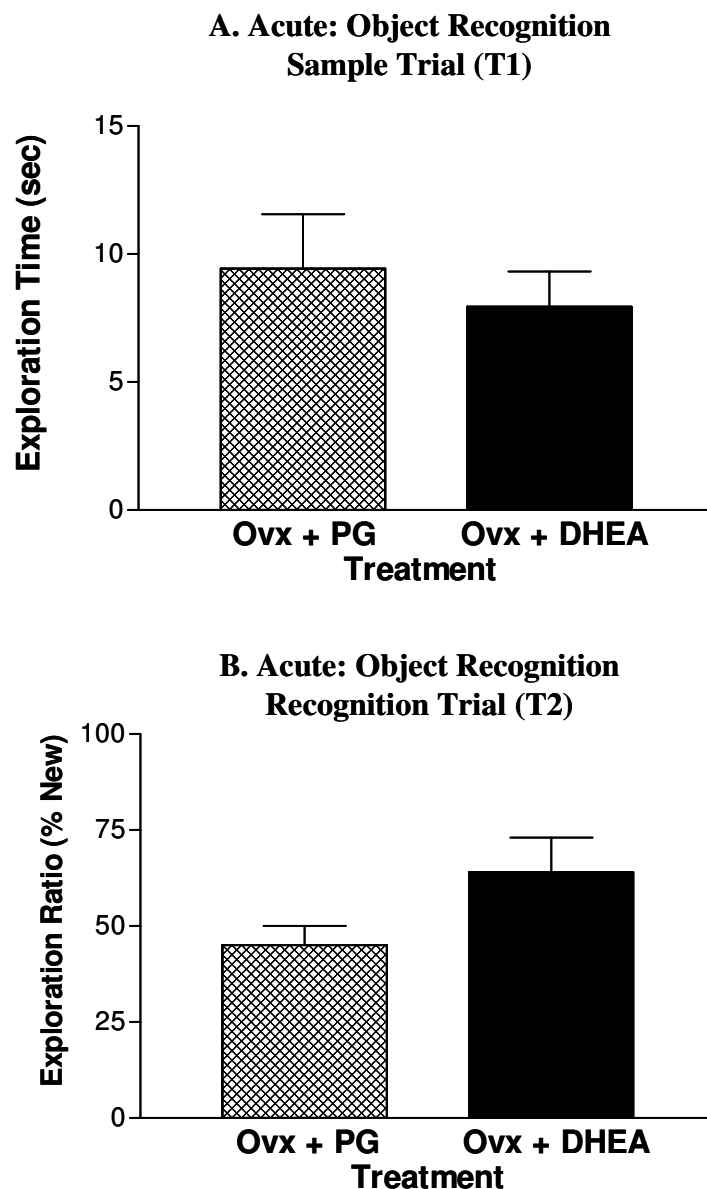 A. Acute: Object Recognition
Sample Trial (T1)
Exploration Time (sec)
15
10
5
0
Ovx + PG Ovx + DHEA
Treatment
B. Acute: Object Recognition
Recognition Trial (T2)
Exploration Ratio (% New)
100
75
50
25
0
Ovx + PG Ovx + DHEA
Treatment